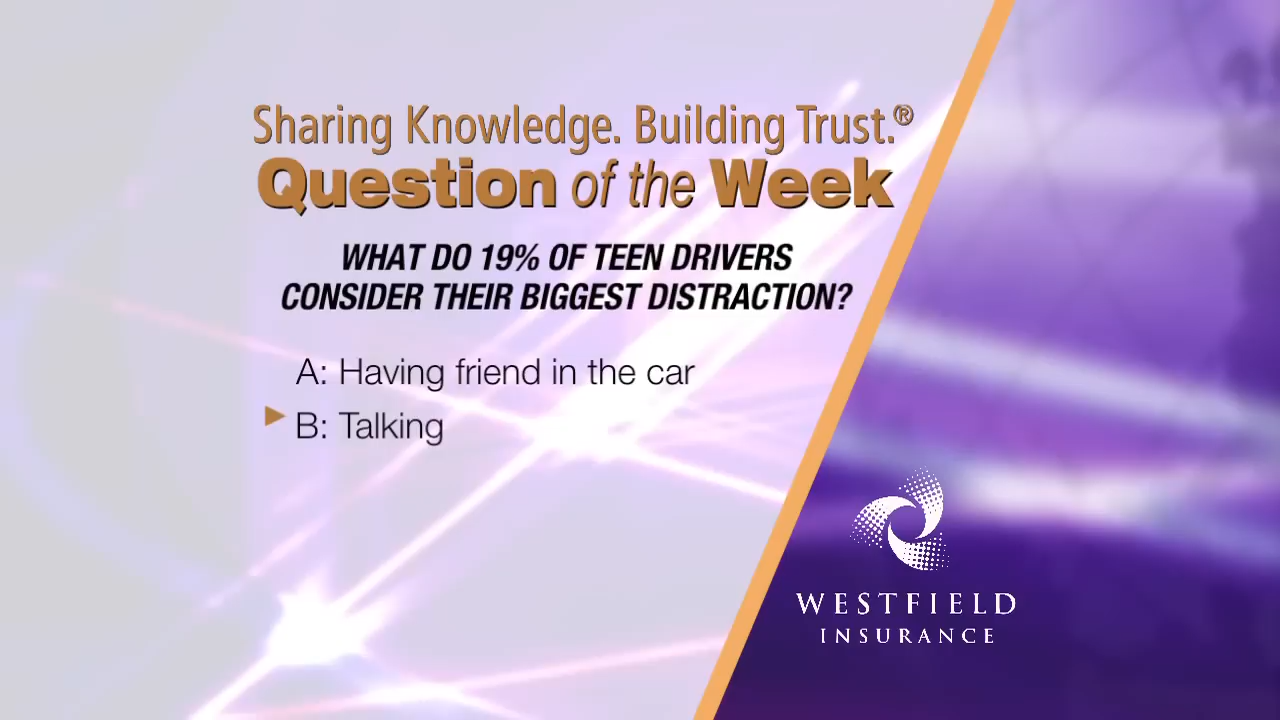 Sharing Knowledge. Building Trust.®
Question of the Week
WHAT DO 19% OF TEEN DRIVERS
CONSIDER THEIR BIGGEST DISTRACTION?
A: Having friend in the car
B: Talking
WESTFIELD
INSURANCE